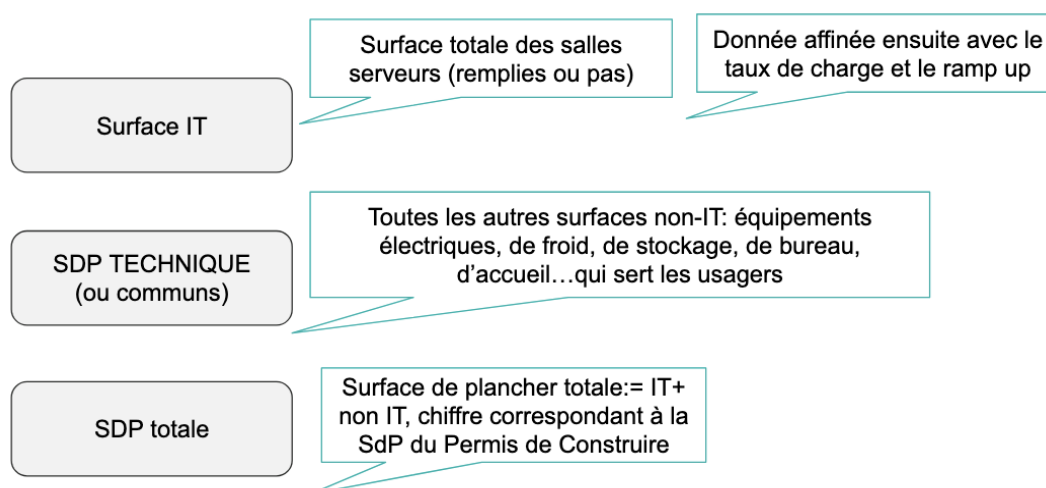 Surface totale des salles
serveurs (remplies ou pas)
Donnée affinée ensuite avec le
taux de charge et le ramp up
Surface IT
Toutes les autres surfaces non-IT: équipements
électriques, de froid, de stockage, de bureau,
d’accueil…qui sert les usagers
SDP TECHNIQUE
(ou communs)
Surface de plancher totale:= IT+
non IT, chiffre correspondant à la
SdP du Permis de Construire
SDP totale